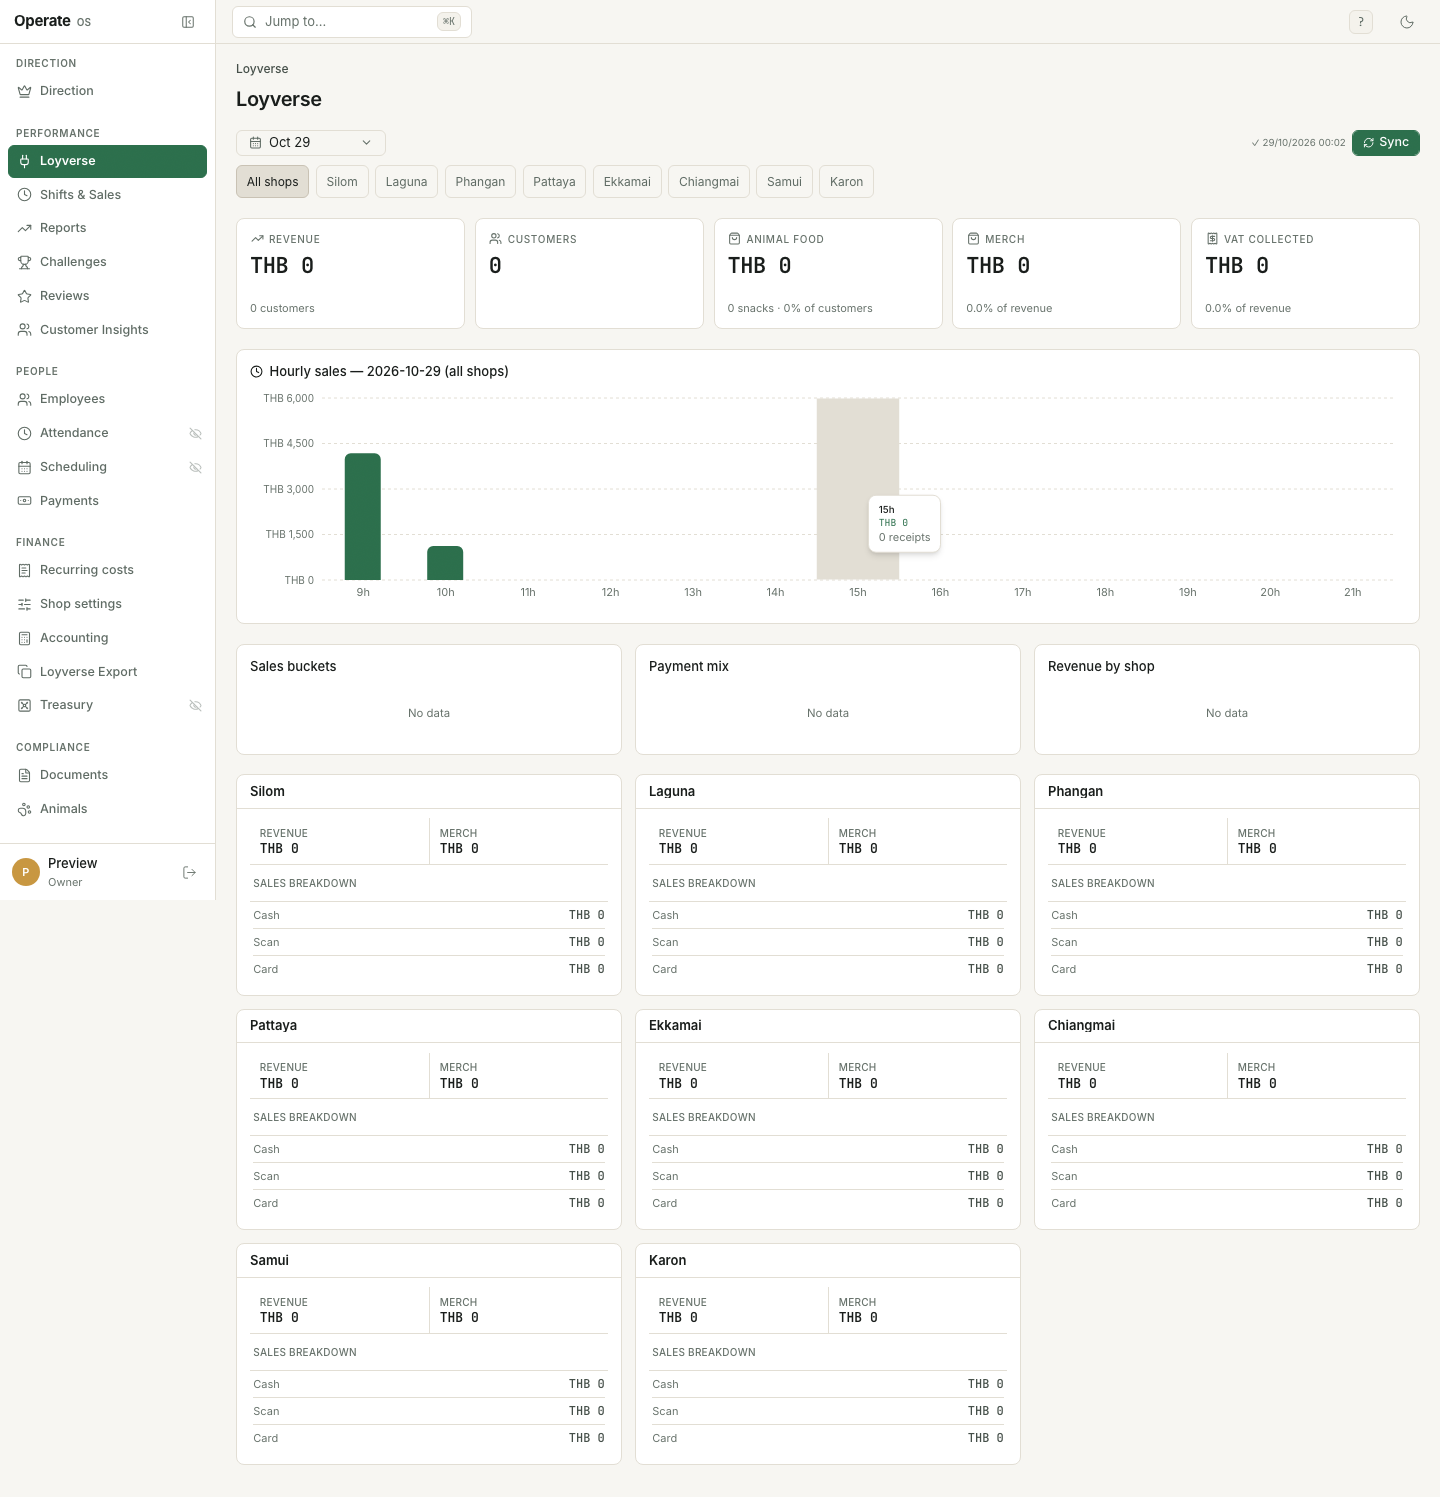 Operate OS
Jump to...
⌘K
?
DIRECTION
Direction
PERFORMANCE
Loyverse
Shifts & Sales
Reports
Challenges
Reviews
Customer Insights
PEOPLE
Employees
Attendance
Scheduling
Payments
FINANCE
Recurring costs
Shop settings
Accounting
Loyverse Export
Treasury
COMPLIANCE
Documents
Animals
P
Preview
Owner
Loyverse
Loyverse
Oct 29
29/10/2026 00:02
Sync
All shops Silom Laguna Phangan Pattaya Ekkamai Chiangmai Samui Karon
REVENUE
THB 0
0 customers
CUSTOMERS
0
ANIMAL FOOD
THB 0
0 snacks · 0% of customers
MERCH
THB 0
0.0% of revenue
VAT COLLECTED
THB 0
0.0% of revenue
Hourly sales — 2026-10-29 (all shops)
THB 6,000
THB 4,500
THB 3,000
THB 1,500
THB 0
15h
THB 0
0 receipts
9h 10h 11h 12h 13h 14h 15h 16h 17h 18h 19h 20h 21h
Sales buckets
No data
Payment mix
No data
Revenue by shop
No data
Silom
REVENUE MERCH
THB 0 THB 0
SALES BREAKDOWN
Cash THB 0
Scan THB 0
Card THB 0
Laguna
REVENUE MERCH
THB 0 THB 0
SALES BREAKDOWN
Cash THB 0
Scan THB 0
Card THB 0
Phangan
REVENUE MERCH
THB 0 THB 0
SALES BREAKDOWN
Cash THB 0
Scan THB 0
Card THB 0
Pattaya
REVENUE MERCH
THB 0 THB 0
SALES BREAKDOWN
Cash THB 0
Scan THB 0
Card THB 0
Ekkamai
REVENUE MERCH
THB 0 THB 0
SALES BREAKDOWN
Cash THB 0
Scan THB 0
Card THB 0
Chiangmai
REVENUE MERCH
THB 0 THB 0
SALES BREAKDOWN
Cash THB 0
Scan THB 0
Card THB 0
Samui
REVENUE MERCH
THB 0 THB 0
SALES BREAKDOWN
Cash THB 0
Scan THB 0
Card THB 0
Karon
REVENUE MERCH
THB 0 THB 0
SALES BREAKDOWN
Cash THB 0
Scan THB 0
Card THB 0